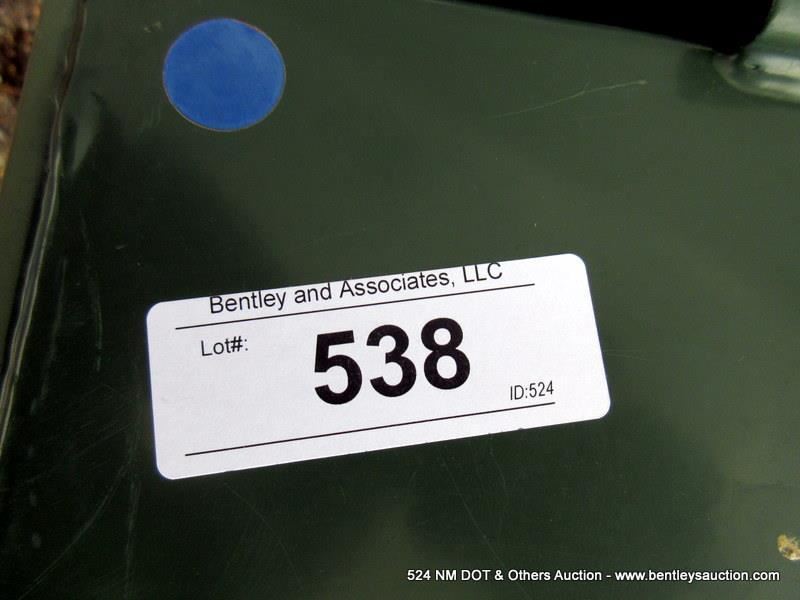 Bentley and Associates, LLC
Lot#:
538
ID:524
524 NM DOT & Others Auction - www.bentleysauction.com